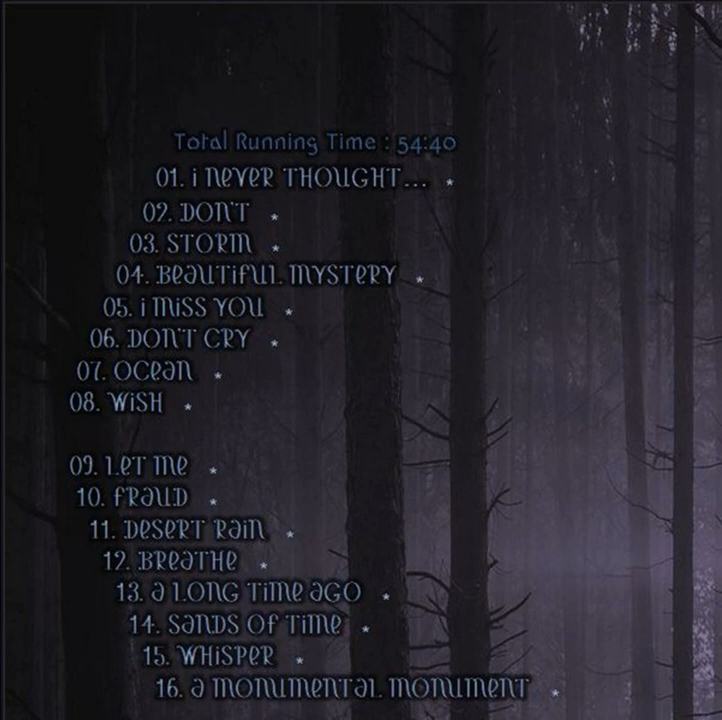 Total Running Time : 54:40
01. i NEVER THOUGHT... *
02. DON'T *
03. STORM *
04. BEAUTIFUL MYSTERY *
05. i MiSS YOU *
06. DON'T CRY *
07. OCEAN *
08. WiSH *
09. LET ME *
10. FRAUD *
11. DESERT RAiN *
12. BREATHE *
13. A LONG TiME AGO *
14. SANDS OF TiME *
15. WHiSPER *
16. A MONUMENTAL MONUMENT *